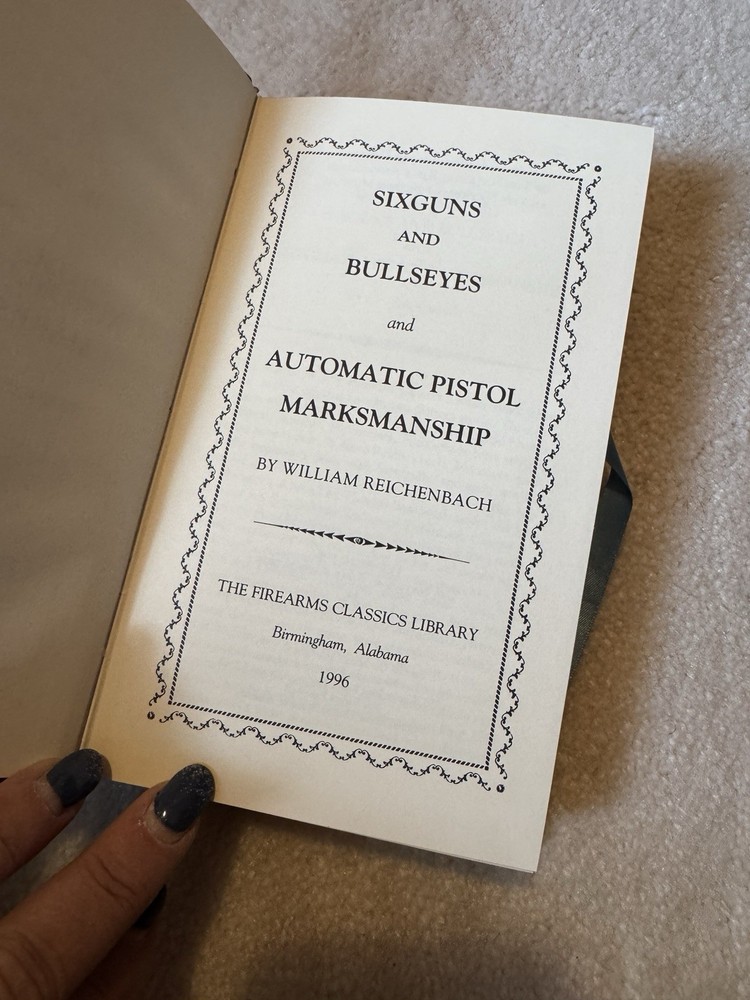 SIXGUNS
AND
BULLSEYES
and
AUTOMATIC PISTOL
MARKSMANSHIP
BY WILLIAM REICHENBACH
THE FIREARMS CLASSICS LIBRARY
Birmingham, Alabama
1996